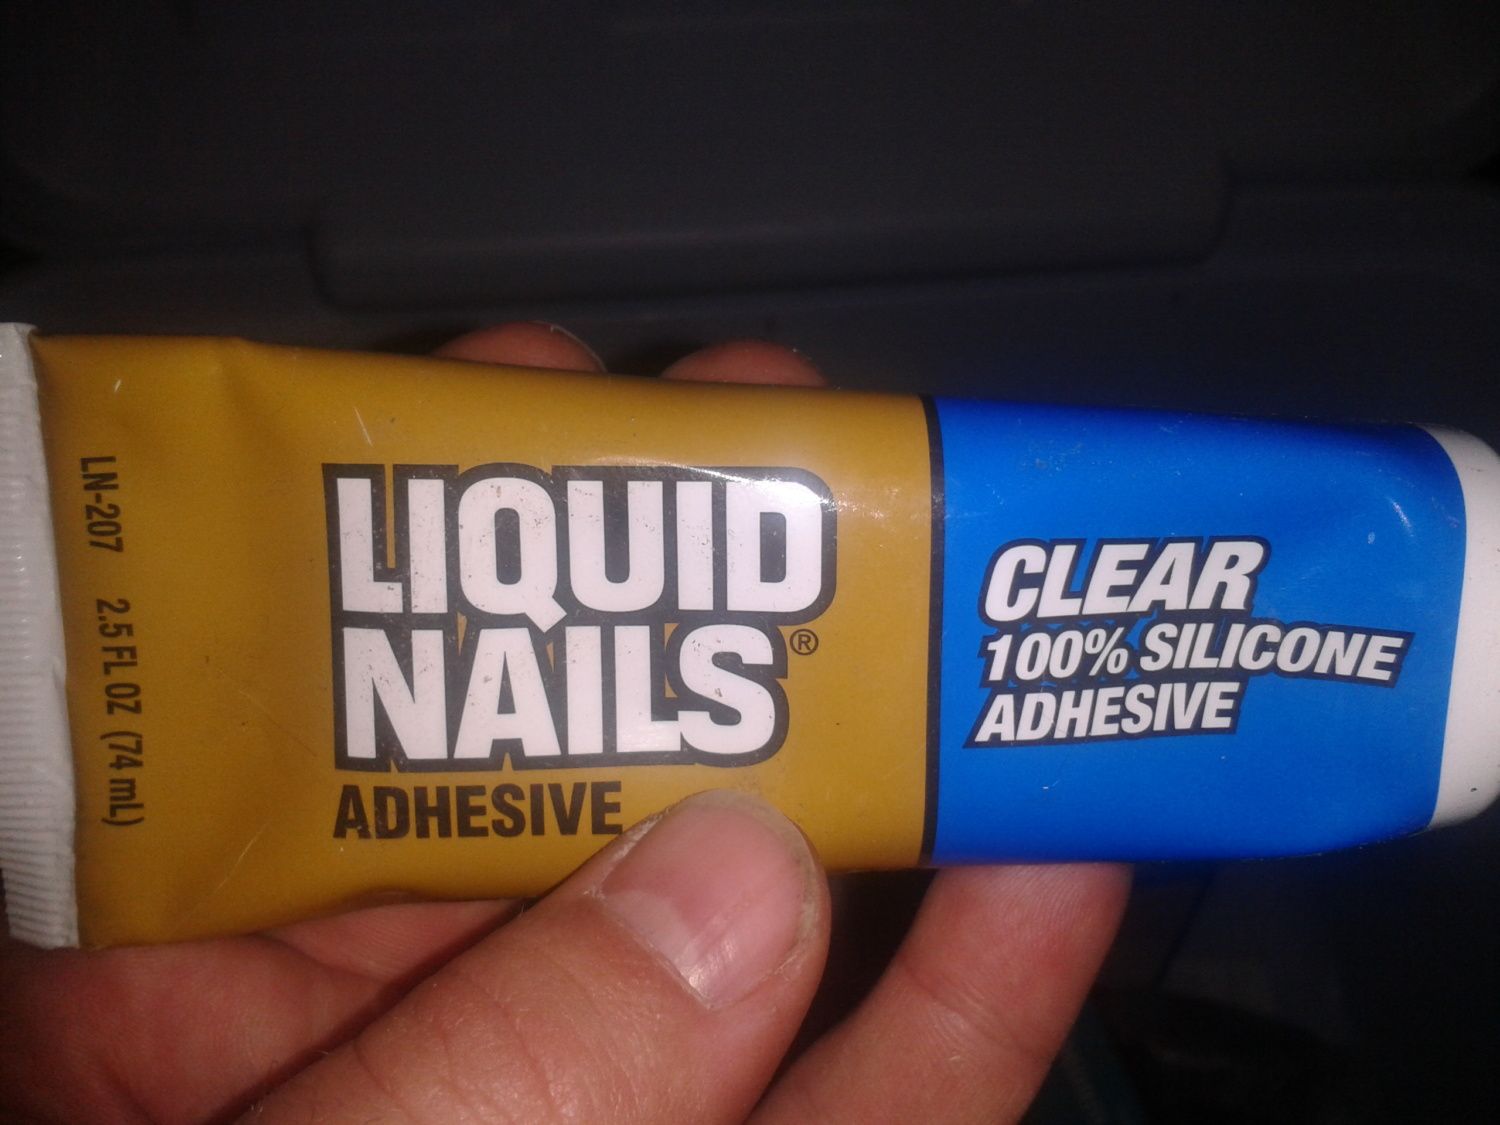 LIQUID
NAILS®
ADHESIVE
CLEAR
100% SILICONE
ADHESIVE
LN-207 2.5 FL OZ (74 mL)